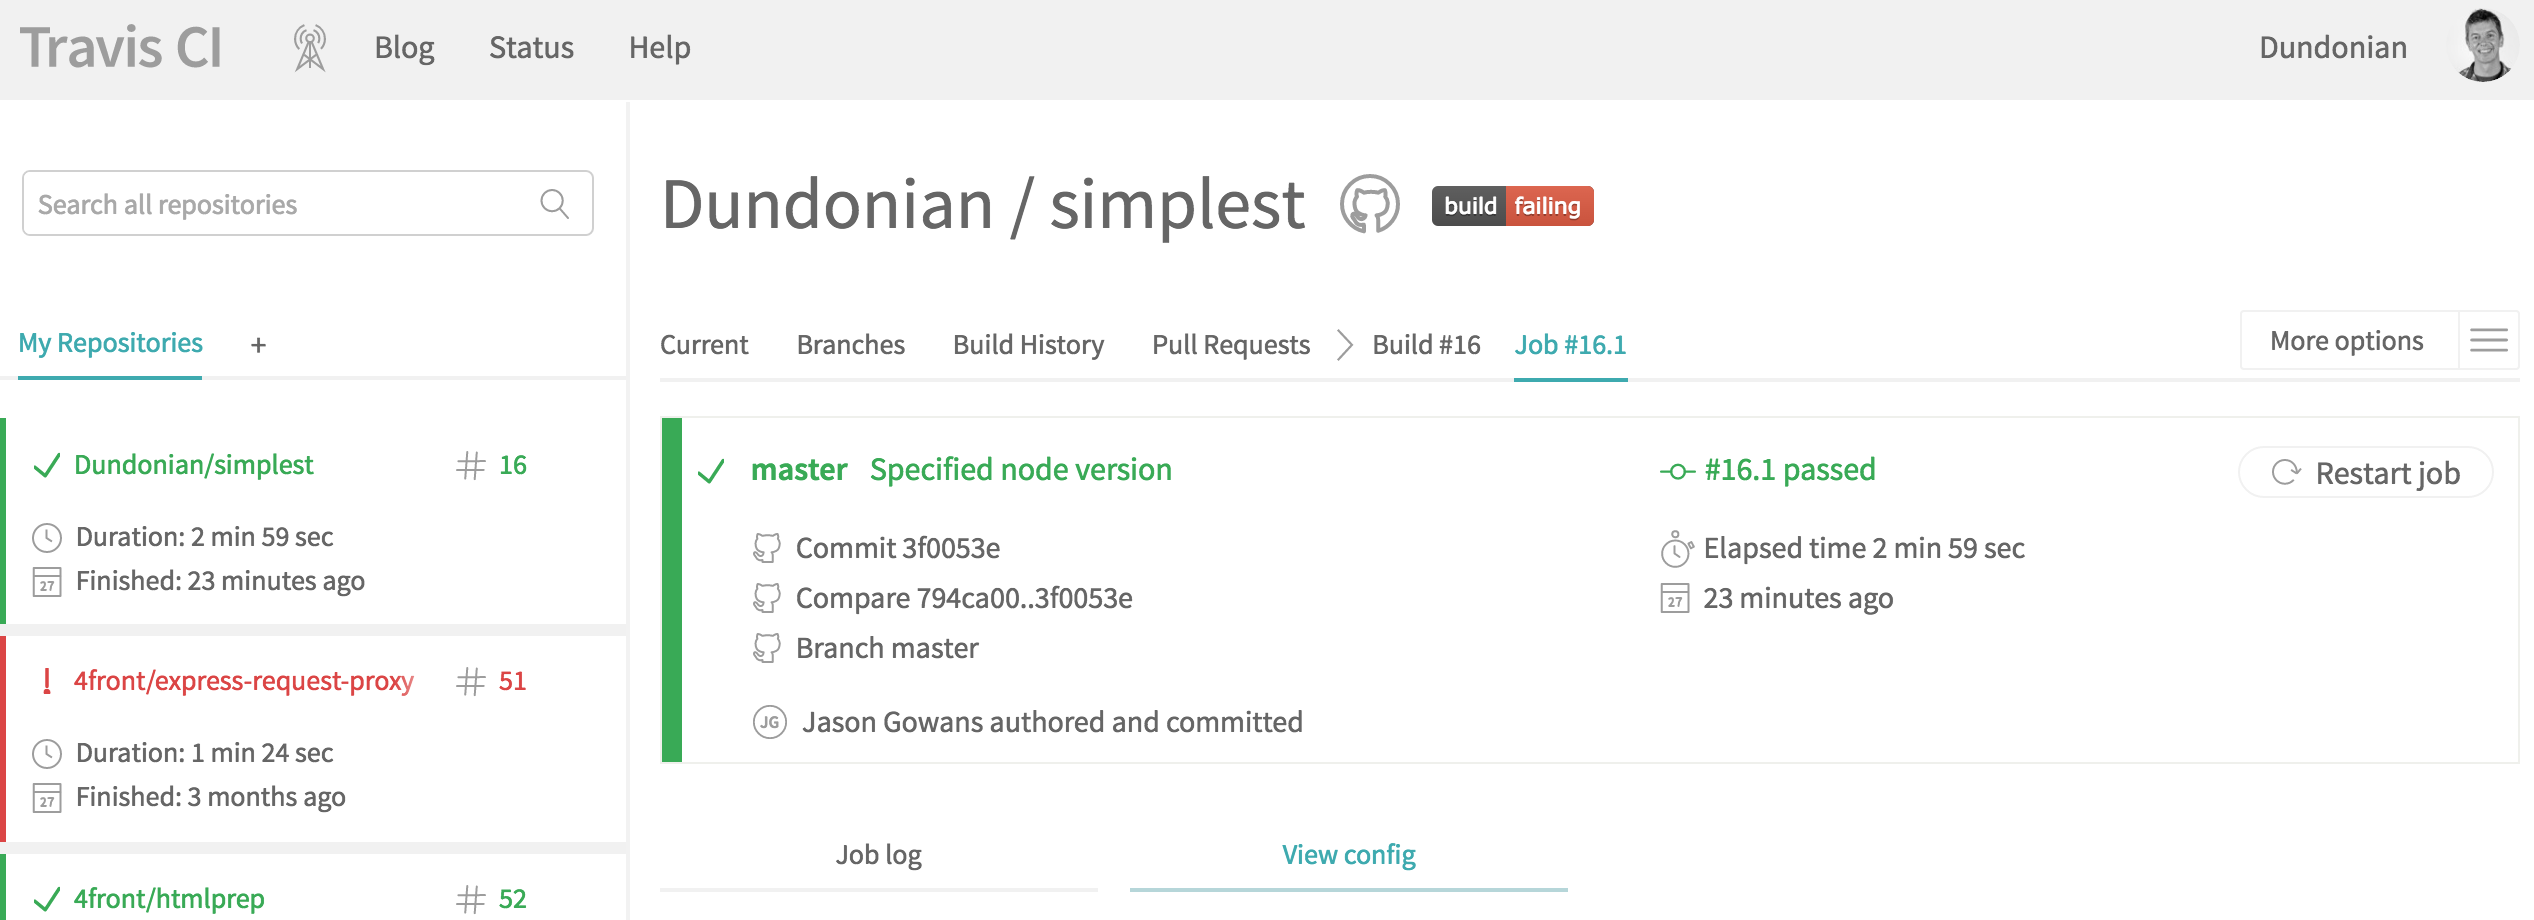 Travis CI Blog Status Help Dundonian
Search all repositories
My Repositories +
Dundonian/simplest # 16
Duration: 2 min 59 sec
27 Finished: 23 minutes ago
4front/express-request-proxy # 51
Duration: 1 min 24 sec
27 Finished: 3 months ago
4front/htmlprep # 52
Dundonian / simplest build failing
Current Branches Build History Pull Requests Build #16 Job #16.1 More options
master Specified node version #16.1 passed Restart job
Commit 3f0053e Elapsed time 2 min 59 sec
Compare 794ca00..3f0053e 27 23 minutes ago
Branch master
JG Jason Gowans authored and committed
Job log View config